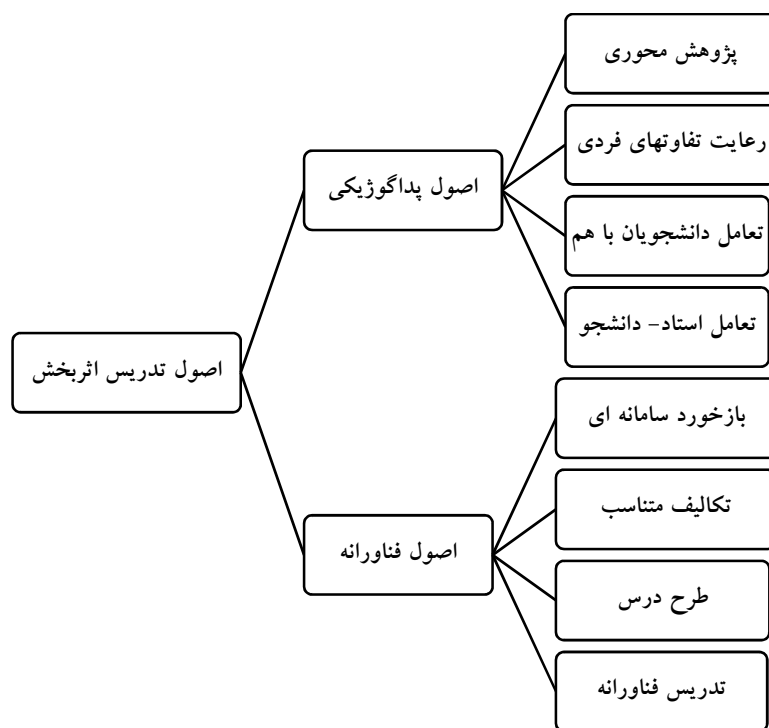 اصول تدریس اثربخش
اصول پداگوژیکی
پژوهش محوری
رعایت تفاوتهای فردی
تعامل دانشجویان با هم
تعامل استاد- دانشجو
اصول فناورانه
بازخورد سامانه ای
تکالیف متناسب
طرح درس
تدریس فناورانه